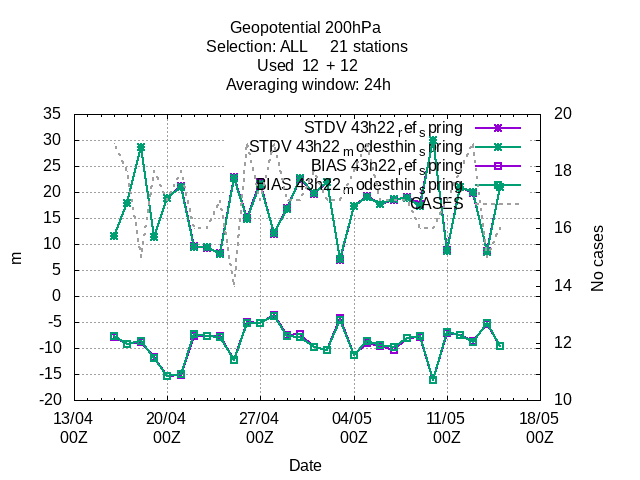 Geopotential 200hPa
Selection: ALL 21 stations
Used 12 + 12
Averaging window: 24h
35
30
25
20
15
10
5
0
-5
-10
-15
-20
m
20
18
16
14
12
10
No cases
STDV 43h22_ref_spring
STDV 43h22_modesthin_spring
BIAS 43h22_ref_spring
BIAS 43h22_modesthin_spring
CASES
13/04 20/04 27/04 04/05 11/05 18/05
00Z 00Z 00Z 00Z 00Z 00Z
Date